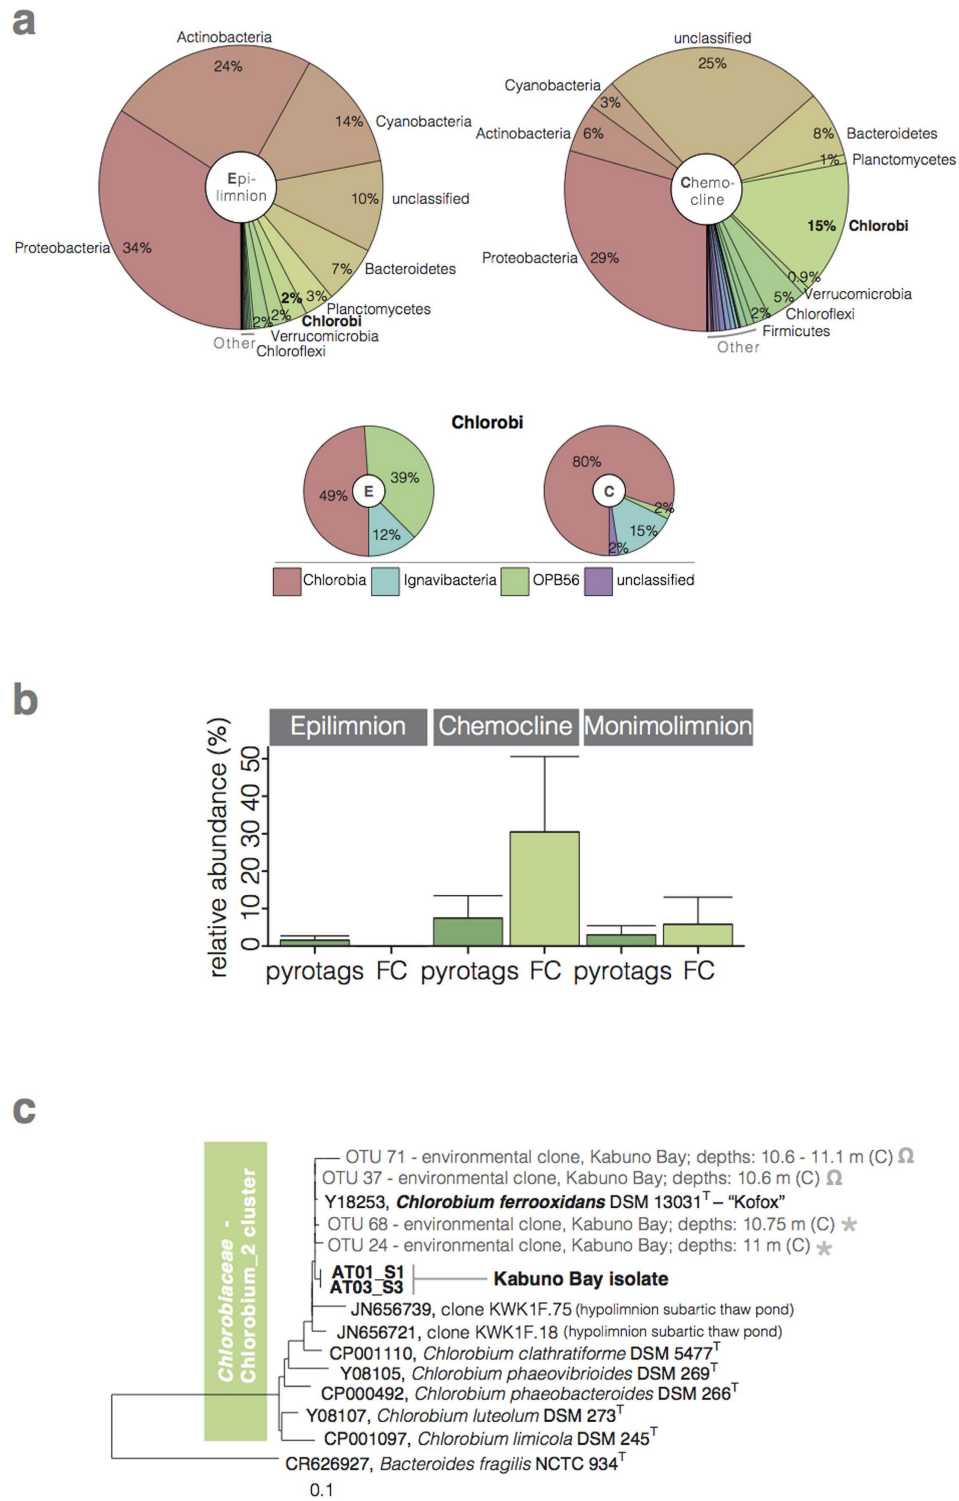 a
Actinobacteria
24%
14%
Cyanobacteria
Epi-
limnion
10%
unclassified
Proteobacteria 34%
7%
Bacteroidetes
3%
Planctomycetes
2%
Chlorobi
2%
Verrucomicrobia
2%
Chloroflexi
Other
unclassified
25%
Cyanobacteria
3%
Actinobacteria 6%
8% Bacteroidetes
1% Planctomycetes
Chemo-
cline
15% Chlorobi
Proteobacteria 29%
0.9%
Verrucomicrobia
5%
Chloroflexi
2%
Firmicutes
Other
Chlorobi
49%
E
39%
12%
80%
C
2%
15%
2%
Chlorobia Ignavibacteria OPB56 unclassified
b
Epilimnion Chemocline Monimolimnion
relative abundance (%)
50
40
30
20
10
0
pyrotags FC pyrotags FC pyrotags FC
c
Chlorobiaceae -
Chlorobium_2 cluster
OTU 71 - environmental clone, Kabuno Bay; depths: 10.6 - 11.1 m (C) Ω
OTU 37 - environmental clone, Kabuno Bay; depths: 10.6 m (C) Ω
Y18253, Chlorobium ferrooxidans DSM 13031T – “Kofox”
OTU 68 - environmental clone, Kabuno Bay; depths: 10.75 m (C) *
OTU 24 - environmental clone, Kabuno Bay; depths: 11 m (C) *
AT01_S1
AT03_S3
Kabuno Bay isolate
JN656739, clone KWK1F.75 (hypolimnion subartic thaw pond)
JN656721, clone KWK1F.18 (hypolimnion subartic thaw pond)
CP001110, Chlorobium clathratiforme DSM 5477T
Y08105, Chlorobium phaeovibrioides DSM 269T
CP000492, Chlorobium phaeobacteroides DSM 266T
Y08107, Chlorobium luteolum DSM 273T
CP001097, Chlorobium limicola DSM 245T
CR626927, Bacteroides fragilis NCTC 934T
0.1